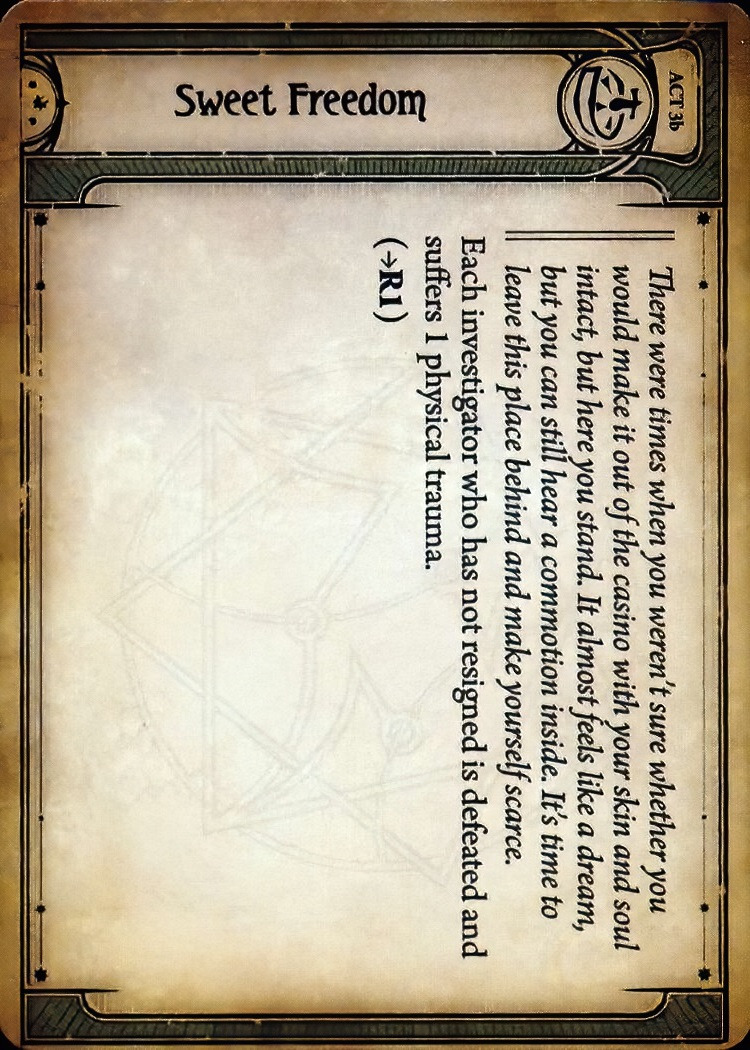 ACT 3b
There were times when you weren't sure whether you
would make it out of the casino with your skin and soul
intact, but here you stand. It almost feels like a dream,
but you can still hear a commotion inside. It's time to
leave this place behind and make yourself scarce.
Each investigator who has not resigned is defeated and
suffers 1 physical trauma.
(→R1)
Sweet Freedom